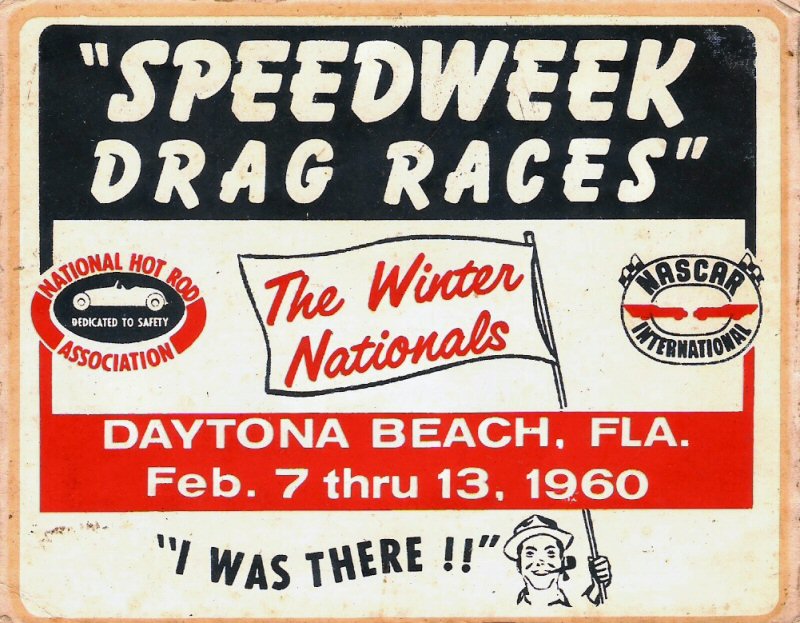 "SPEEDWEEK
DRAG RACES"
NATIONAL HOT ROD
DEDICATED TO SAFETY
ASSOCIATION
The Winter
Nationals
NASCAR
INTERNATIONAL
DAYTONA BEACH, FLA.
Feb. 7 thru 13, 1960
"I WAS THERE !!"